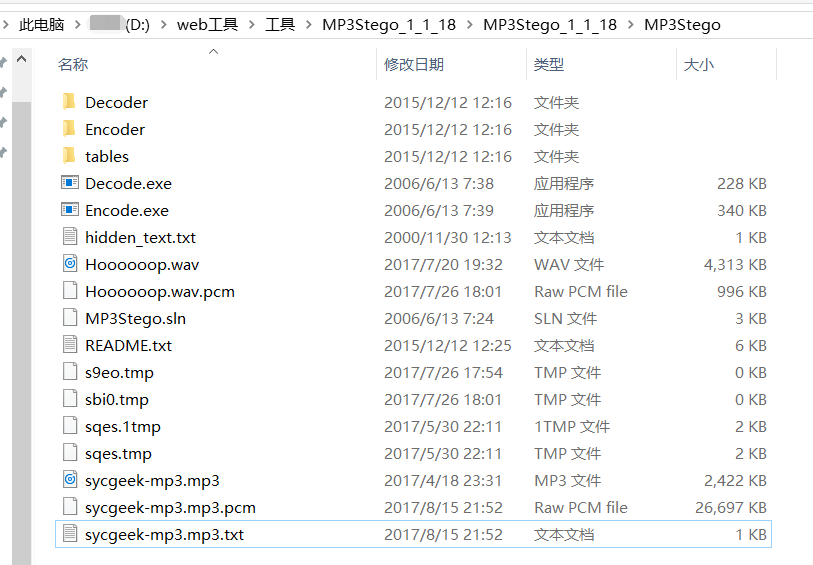 此电脑 > (D:) > web工具 > 工具 > MP3Stego_1_1_18 > MP3Stego_1_1_18 > MP3Stego
名称 修改日期 类型 大小
Decoder 2015/12/12 12:16 文件夹
Encoder 2015/12/12 12:16 文件夹
tables 2015/12/12 12:16 文件夹
Decode.exe 2006/6/13 7:38 应用程序 228 KB
Encode.exe 2006/6/13 7:39 应用程序 340 KB
hidden_text.txt 2000/11/30 12:13 文本文档 1 KB
Hoooooop.wav 2017/7/20 19:32 WAV 文件 4,313 KB
Hoooooop.wav.pcm 2017/7/26 18:01 Raw PCM file 996 KB
MP3Stego.sln 2006/6/13 7:24 SLN 文件 3 KB
README.txt 2015/12/12 12:25 文本文档 6 KB
s9eo.tmp 2017/7/26 17:54 TMP 文件 0 KB
sbi0.tmp 2017/7/26 18:01 TMP 文件 0 KB
sqes.1tmp 2017/5/30 22:11 1TMP 文件 2 KB
sqes.tmp 2017/5/30 22:11 TMP 文件 2 KB
sycgeek-mp3.mp3 2017/4/18 23:31 MP3 文件 2,422 KB
sycgeek-mp3.mp3.pcm 2017/8/15 21:52 Raw PCM file 26,697 KB
sycgeek-mp3.mp3.txt 2017/8/15 21:52 文本文档 1 KB